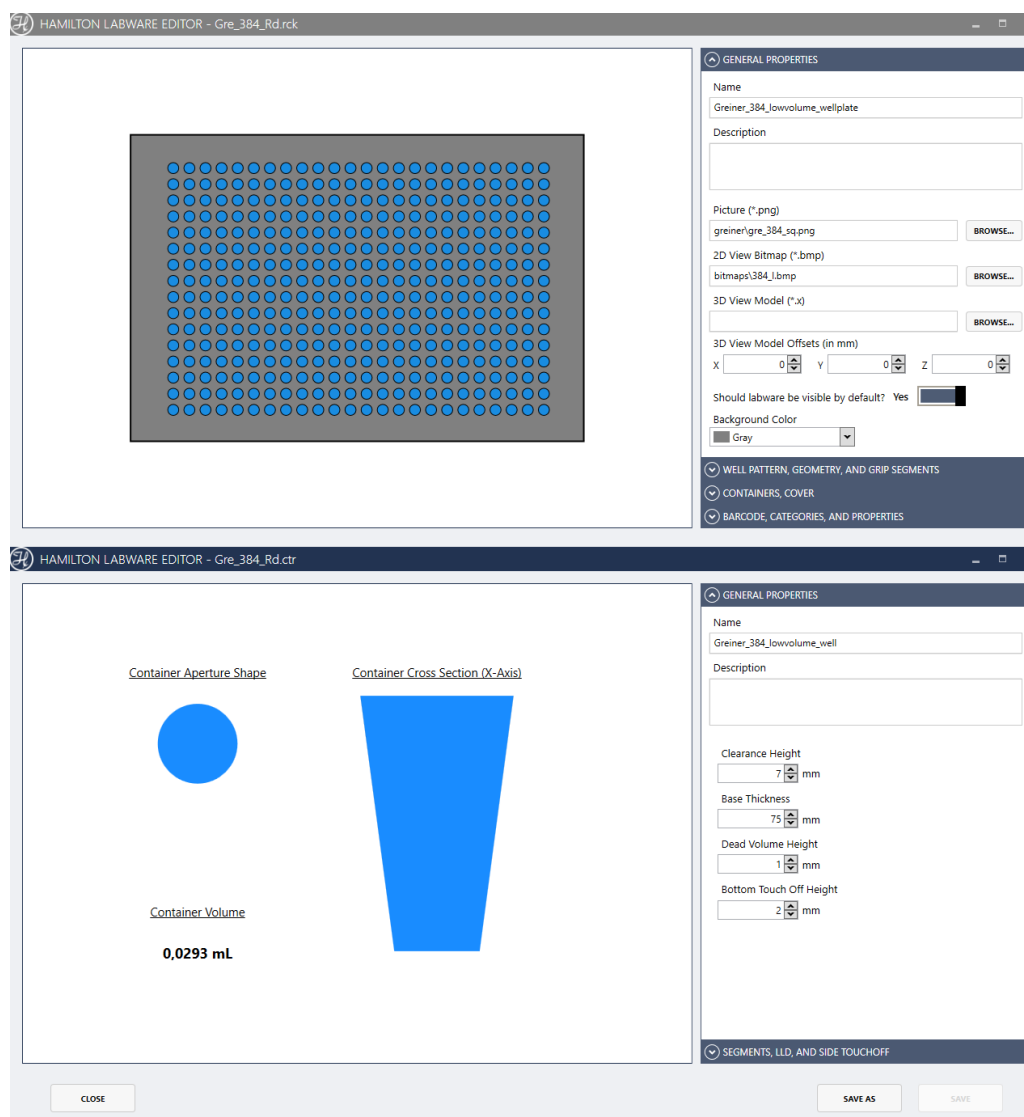 HAMILTON LABWARE EDITOR - Gre_384_Rd.rck
GENERAL PROPERTIES
Name
Greiner_384_lowvolume_wellplate
Description
Picture (*.png)
greiner\gre_384_sq.png
BROWSE...
2D View Bitmap (*.bmp)
bitmaps\384_l.bmp
BROWSE...
3D View Model (*.x)
BROWSE...
3D View Model Offsets (in mm)
X 0 Y 0 Z 0
Should labware be visible by default? Yes
Background Color
Gray
WELL PATTERN, GEOMETRY, AND GRIP SEGMENTS
CONTAINERS, COVER
BARCODE, CATEGORIES, AND PROPERTIES
HAMILTON LABWARE EDITOR - Gre_384_Rd.ctr
Container Aperture Shape
Container Cross Section (X-Axis)
Container Volume
0,0293 mL
GENERAL PROPERTIES
Name
Greiner_384_lowvolume_well
Description
Clearance Height
7 mm
Base Thickness
75 mm
Dead Volume Height
1 mm
Bottom Touch Off Height
2 mm
SEGMENTS, LLD, AND SIDE TOUCHOFF
CLOSE
SAVE AS
SAVE